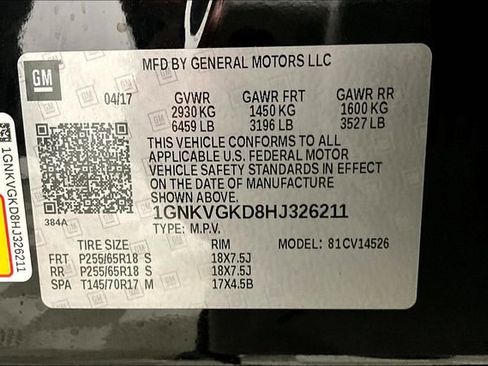 GM
MFD BY GENERAL MOTORS LLC
04/17 GVWR GAWR FRT GAWR RR
2930 KG 1450 KG 1600 KG
6459 LB 3196 LB 3527 LB
THIS VEHICLE CONFORMS TO ALL
APPLICABLE U.S. FEDERAL MOTOR
VEHICLE SAFETY STANDARDS IN EFFECT
ON THE DATE OF MANUFACTURE
SHOWN ABOVE.
384A
1GNKVGKD8HJ326211
TYPE: M.P.V.
TIRE SIZE RIM MODEL: 81CV14526
FRT P255/65R18 S 18X7.5J
RR P255/65R18 S 18X7.5J
SPA T145/70R17 M 17X4.5B
1GNKVGKD8HJ326211